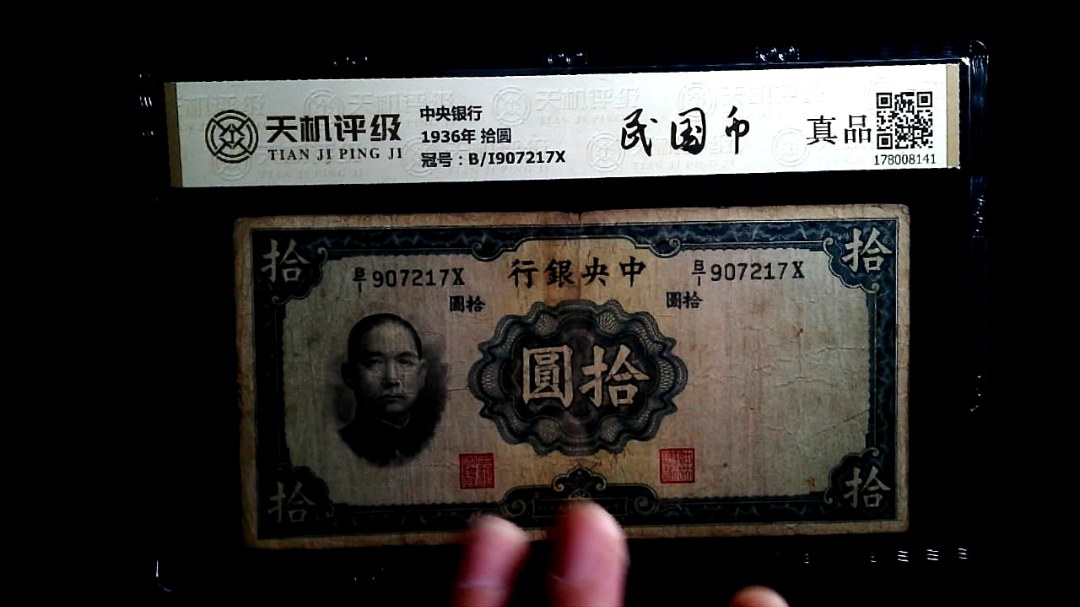 天机评级
TIAN JI PING JI
中央银行
1936年 拾圆
冠号：B/I907217X
民国币
真品
178008141
拾
拾
B/I 907217X
行銀央中
B/I 907217X
圓拾
圓拾
圓拾
拾
拾